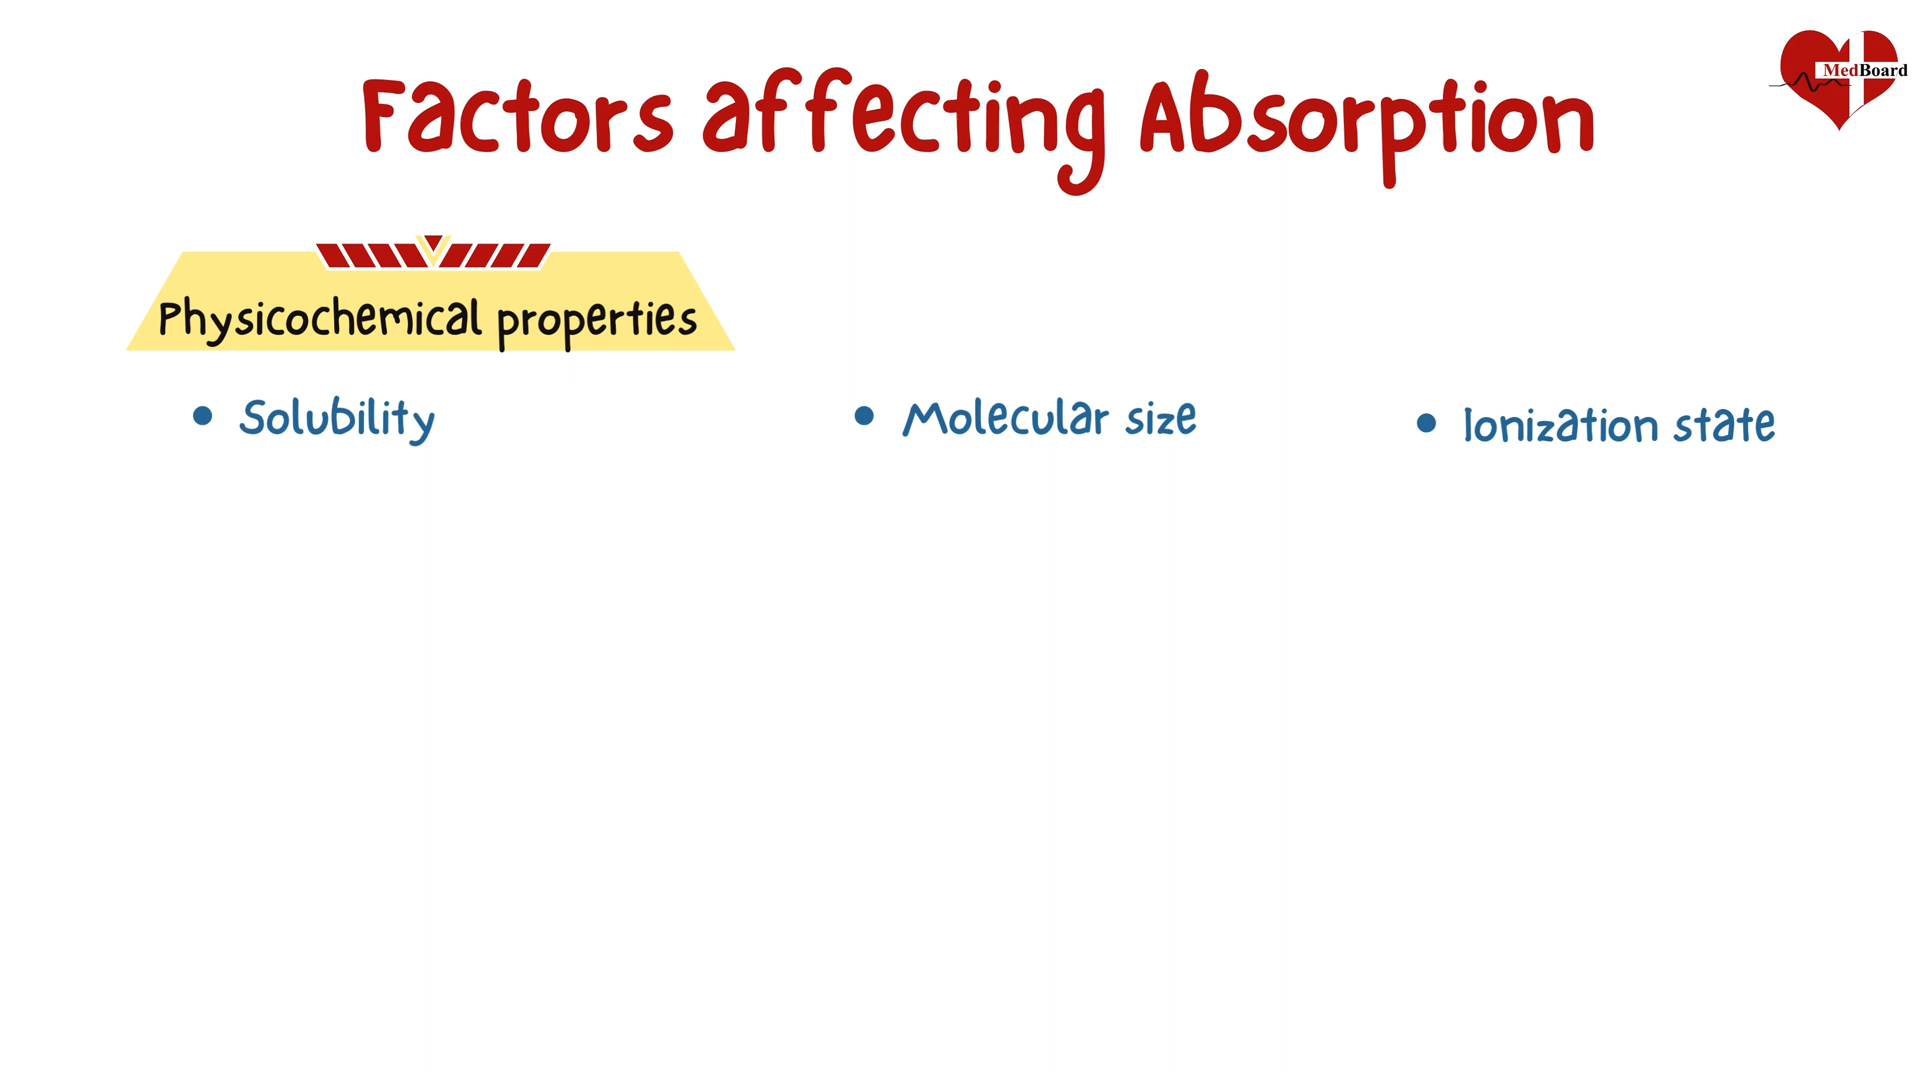 MedBoard
Factors affecting Absorption
Physicochemical properties
• Solubility
• Molecular size
• Ionization state